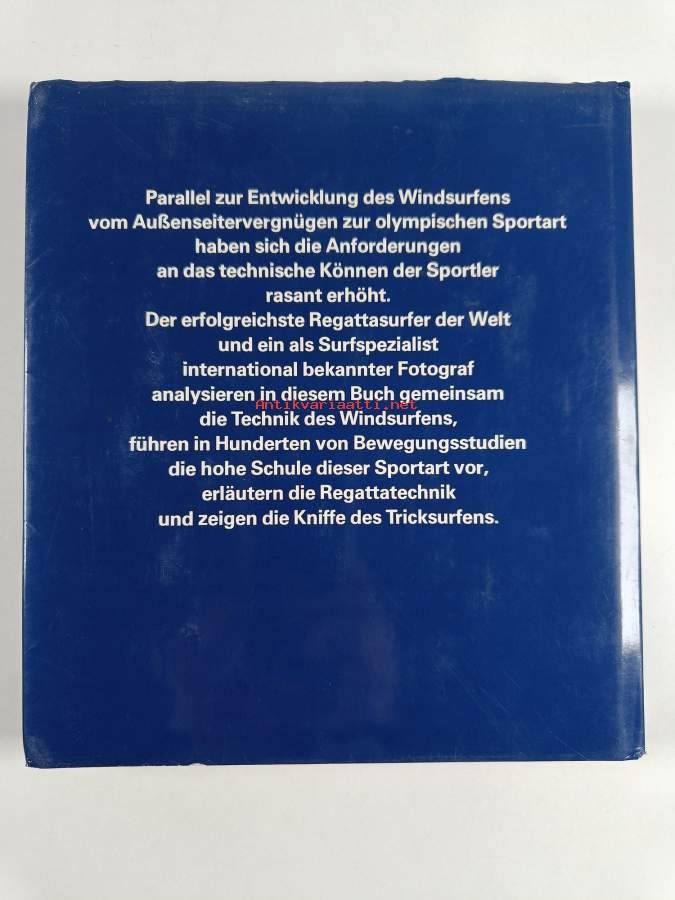 Parallel zur Entwicklung des Windsurfens
vom Außenseitervergnügen zur olympischen Sportart
haben sich die Anforderungen
an das technische Können der Sportler
rasant erhöht.
Der erfolgreichste Regattasurfer der Welt
und ein als Surfspezialist
international bekannter Fotograf
analysieren in diesem Buch gemeinsam
Antikvariaatti.net
die Technik des Windsurfens,
führen in Hunderten von Bewegungsstudien
die hohe Schule dieser Sportart vor,
erläutern die Regattatechnik
und zeigen die Kniffe des Tricksurfens.